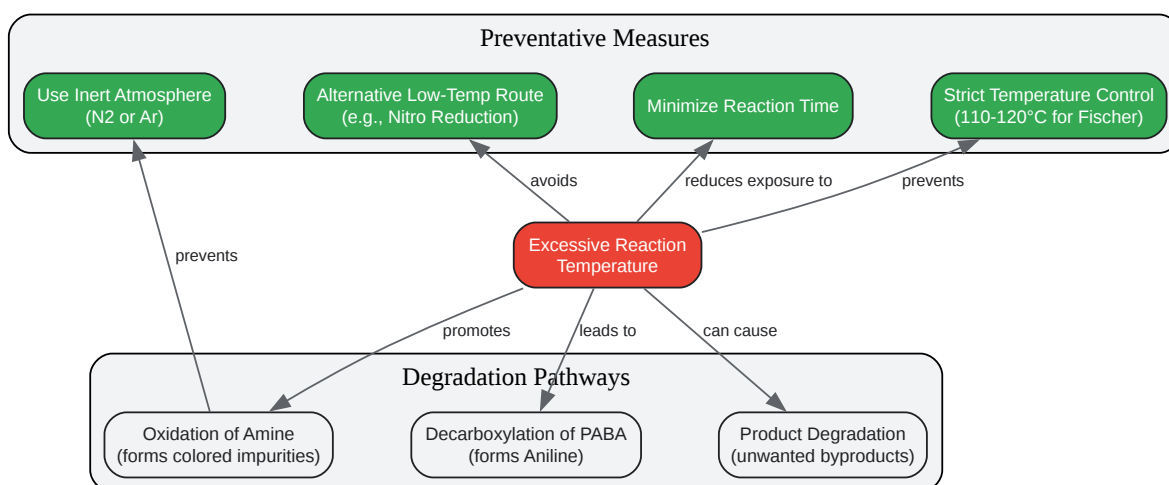 Preventative Measures
Use Inert Atmosphere
(N2 or Ar)
Alternative Low-Temp Route
(e.g., Nitro Reduction)
Minimize Reaction Time
Strict Temperature Control
(110-120°C for Fischer)
avoids
reduces exposure to
prevents
Excessive Reaction
Temperature
prevents
promotes
leads to
can cause
Degradation Pathways
Oxidation of Amine
(forms colored impurities)
Decarboxylation of PABA
(forms Aniline)
Product Degradation
(unwanted byproducts)